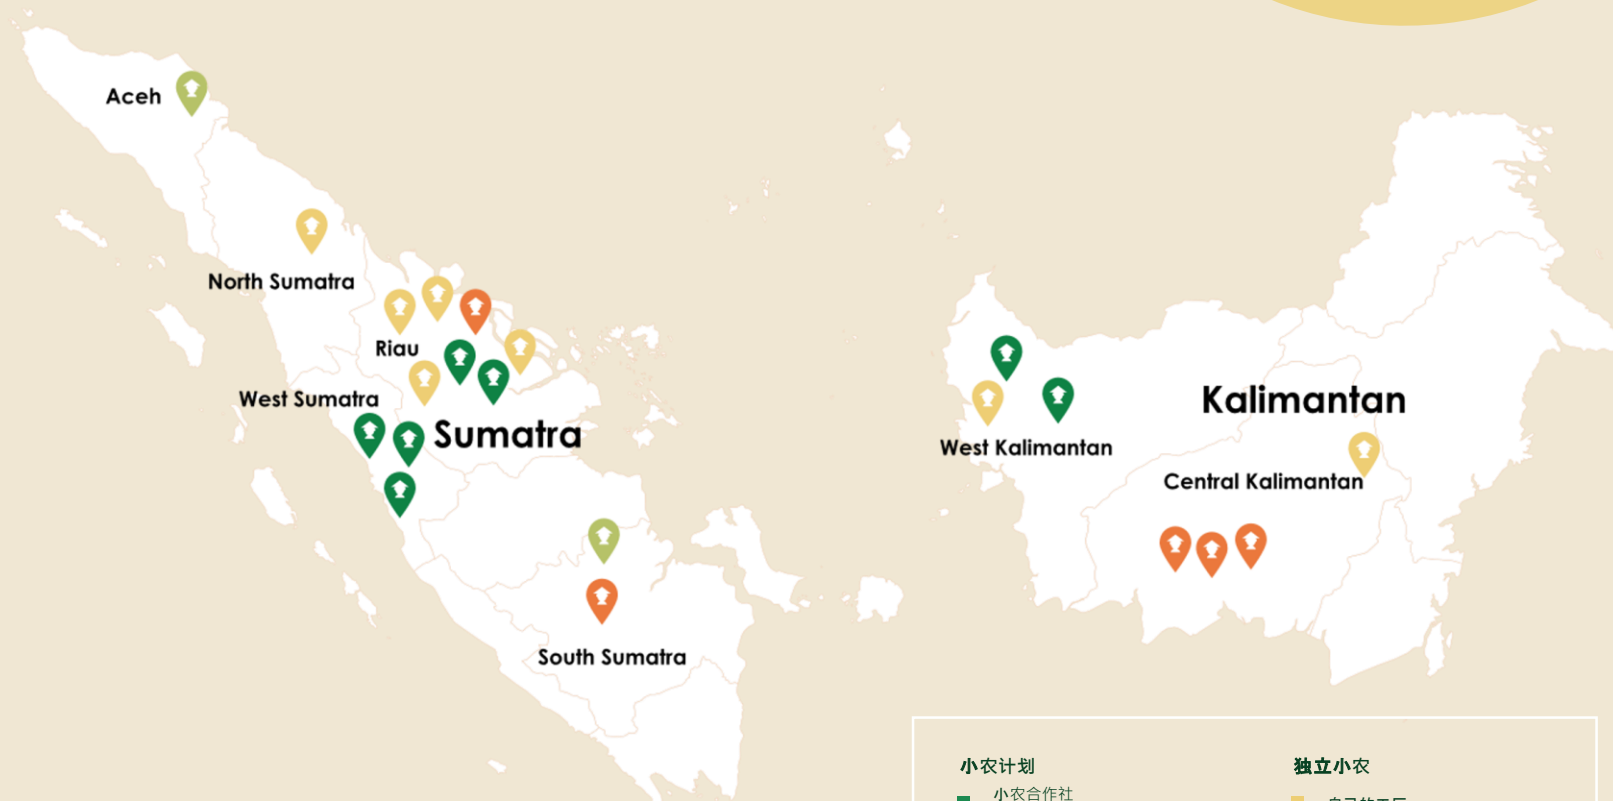 Aceh
North Sumatra
Riau
West Sumatra
Sumatra
South Sumatra
Kalimantan
West Kalimantan
Central Kalimantan
小农计划
小农合作社
独立小农